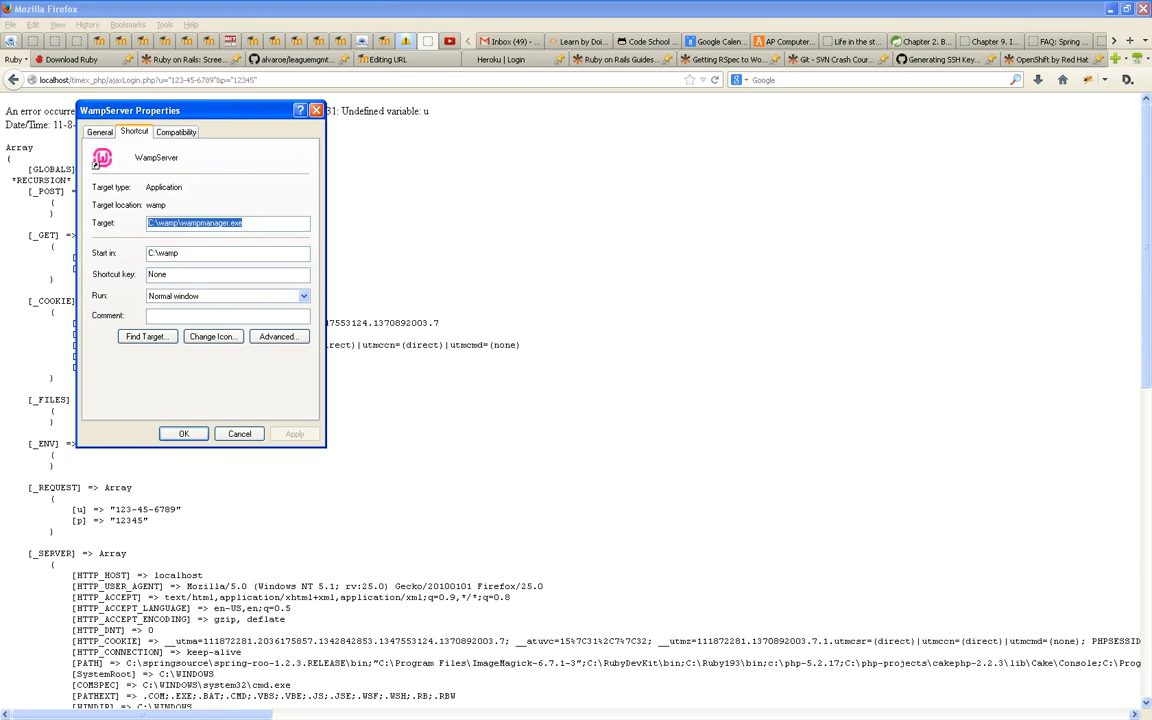 Mozilla Firefox
File Edit View History Bookmarks Tools Help
Inbox (49) - ... Learn by Doi... Code School ... Google Calen... AP Computer... Life in the st... Chapter 2. B... Chapter 9. I... FAQ: Spring ...
Ruby Download Ruby Ruby on Rails: Scree... alvaroe/leaguemgmt... Editing URL Heroku | Login Ruby on Rails Guides... Getting RSpec to Wo... Git - SVN Crash Cour... Generating SSH Key... OpenShift by Red Hat
localhost/timex_php/ajaxLogin.php?u="123-45-6789"&p="12345" Google
An error occurre
31: Undefined variable: u
Date/Time: 11-8-
Array
(
[GLOBALS]
*RECURSION*
[_POST] =
(
)
[_GET] =>
(
[
[
)
[_COOKIE]
(
[
47553124.1370892003.7
[
[
rect)|utmccn=(direct)|utmcmd=(none)
[
[
)
[_FILES]
(
)
[_ENV] =>
(
)
[_REQUEST] => Array
(
[u] => "123-45-6789"
[p] => "12345"
)
[_SERVER] => Array
(
[HTTP_HOST] => localhost
[HTTP_USER_AGENT] => Mozilla/5.0 (Windows NT 5.1; rv:25.0) Gecko/20100101 Firefox/25.0
[HTTP_ACCEPT] => text/html,application/xhtml+xml,application/xml;q=0.9,*/*;q=0.8
[HTTP_ACCEPT_LANGUAGE] => en-US,en;q=0.5
[HTTP_ACCEPT_ENCODING] => gzip, deflate
[HTTP_DNT] => 0
[HTTP_COOKIE] => __utma=111872281.2036175857.1342842853.1347553124.1370892003.7; __atuvc=15%7C31%2C7%7C32; __utmz=111872281.1370892003.7.1.utmcsr=(direct)|utmccn=(direct)|utmcmd=(none); PHPSESSID
[HTTP_CONNECTION] => keep-alive
[PATH] => C:\springsource\spring-roo-1.2.3.RELEASE\bin;"C:\Program Files\ImageMagick-6.7.1-3";C:\RubyDevKit\bin;C:\Ruby193\bin;c:\php-5.2.17;C:\php-projects\cakephp-2.2.3\lib\Cake\Console;C:\Prog
[SystemRoot] => C:\WINDOWS
[COMSPEC] => C:\WINDOWS\system32\cmd.exe
[PATHEXT] => .COM;.EXE;.BAT;.CMD;.VBS;.VBE;.JS;.JSE;.WSF;.WSH;.RB;.RBW
[WINDIR] => C:\WINDOWS
WampServer Properties
General Shortcut Compatibility
WampServer
Target type: Application
Target location: wamp
Target: C:\wamp\wampmanager.exe
Start in: C:\wamp
Shortcut key: None
Run: Normal window
Comment:
Find Target... Change Icon... Advanced...
OK Cancel Apply